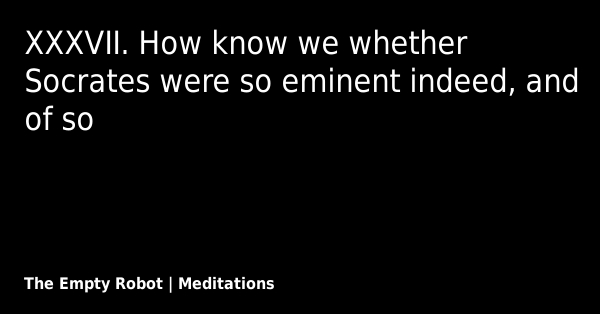 XXXVII. How know we whether
Socrates were so eminent indeed, and
of so
The Empty Robot | Meditations